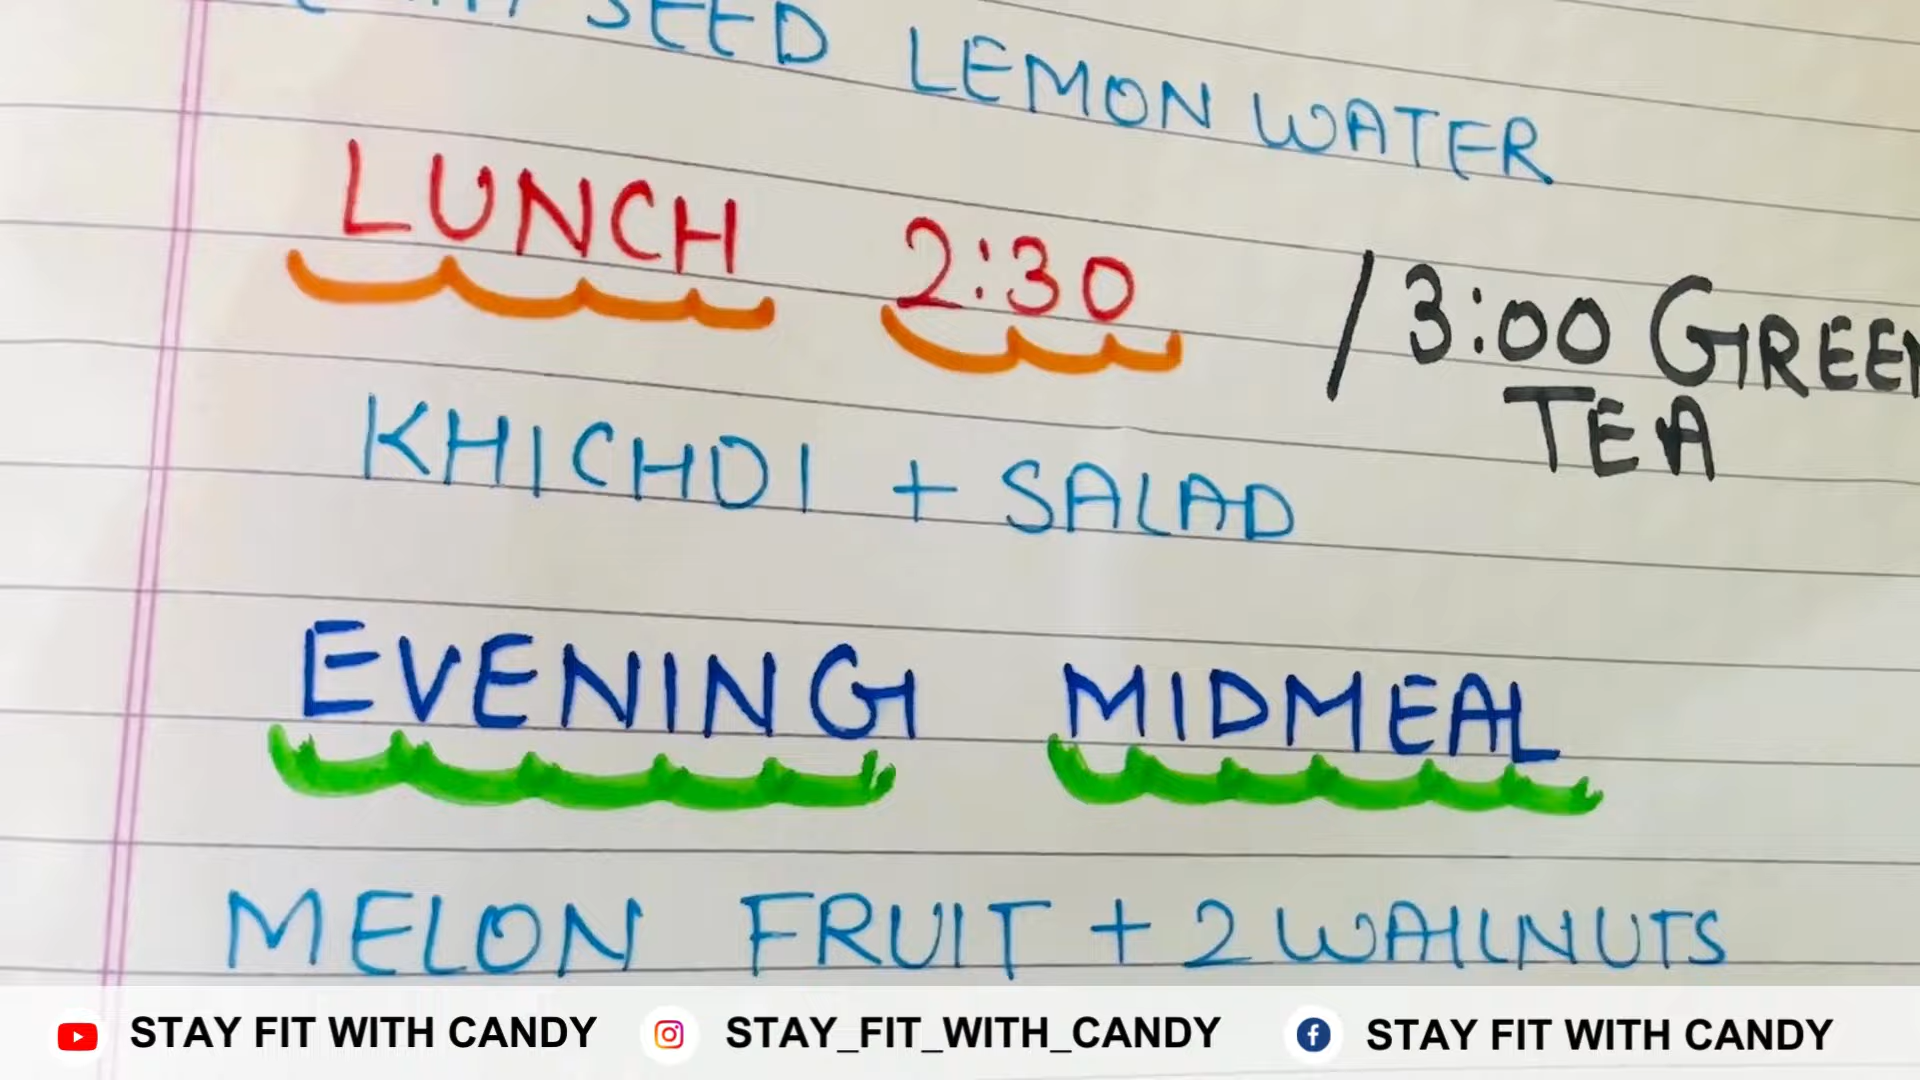 SEED LEMON WATER
LUNCH 2:30 / 3:00 GREEN
TEA
KHICHDI + SALAD
EVENING MIDMEAL
MELON FRUIT + 2 WALNUTS
STAY FIT WITH CANDY STAY_FIT_WITH_CANDY STAY FIT WITH CANDY